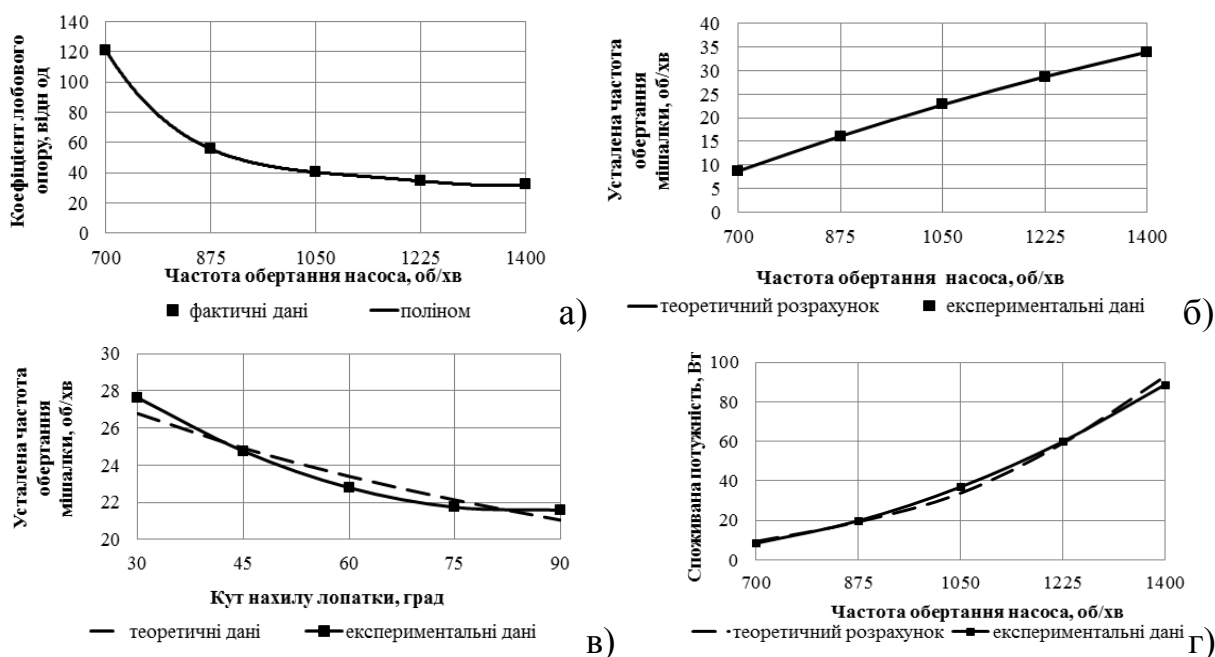 Коефіцієнт лобового
опору, відн од
140
120
100
80
60
40
20
0
700 875 1050 1225 1400
Частота обертання насоса, об/хв
фактичні дані поліном
а)
Усталена частота
обертання
мішалки, об/хв
40
35
30
25
20
15
10
5
0
700 875 1050 1225 1400
Частота обертання насоса, об/хв
теоретичний розрахунок експериментальні дані
б)
Усталена частота
обертання
мішалки, об/хв
30
28
26
24
22
20
30 45 60 75 90
Кут нахилу лопатки, град
теоретичні дані експериментальні дані
в)
Споживана потужність, Вт
100
80
60
40
20
0
700 875 1050 1225 1400
Частота обертання насоса, об/хв
теоретичний розрахунок експериментальні дані
г)